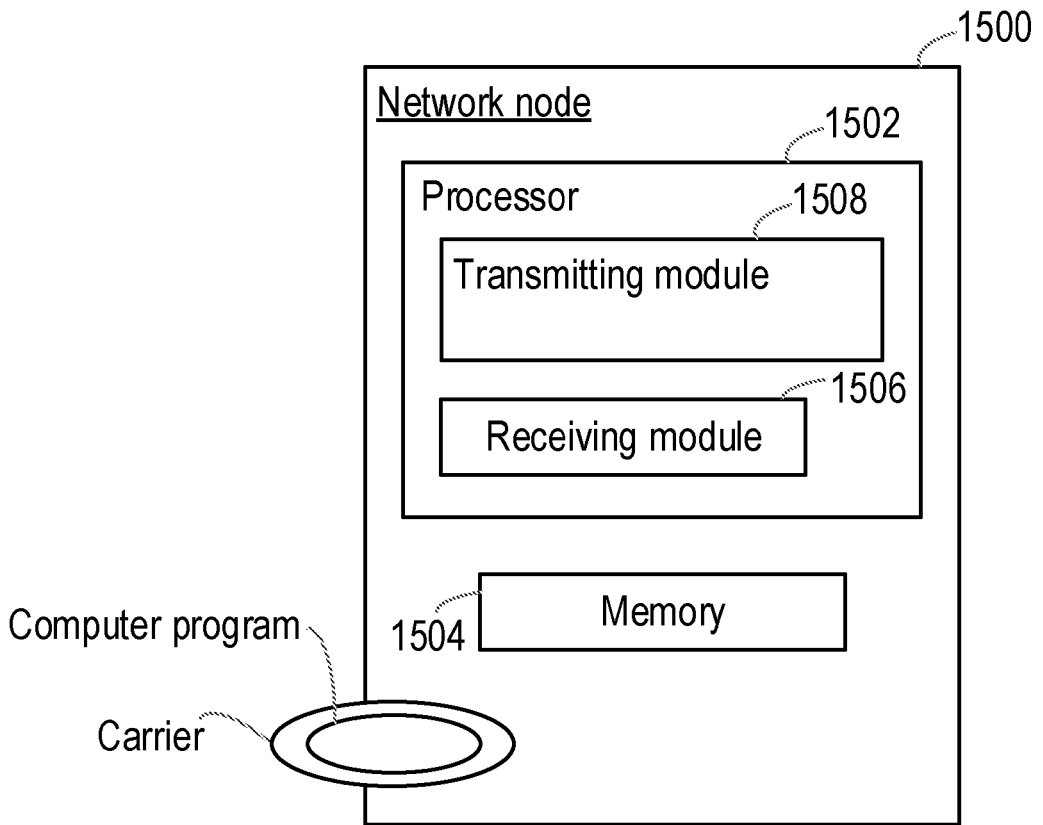 1500
Network node
1502
Processor
1508
Transmitting module
1506
Receiving module
Memory
1504
Computer program
Carrier